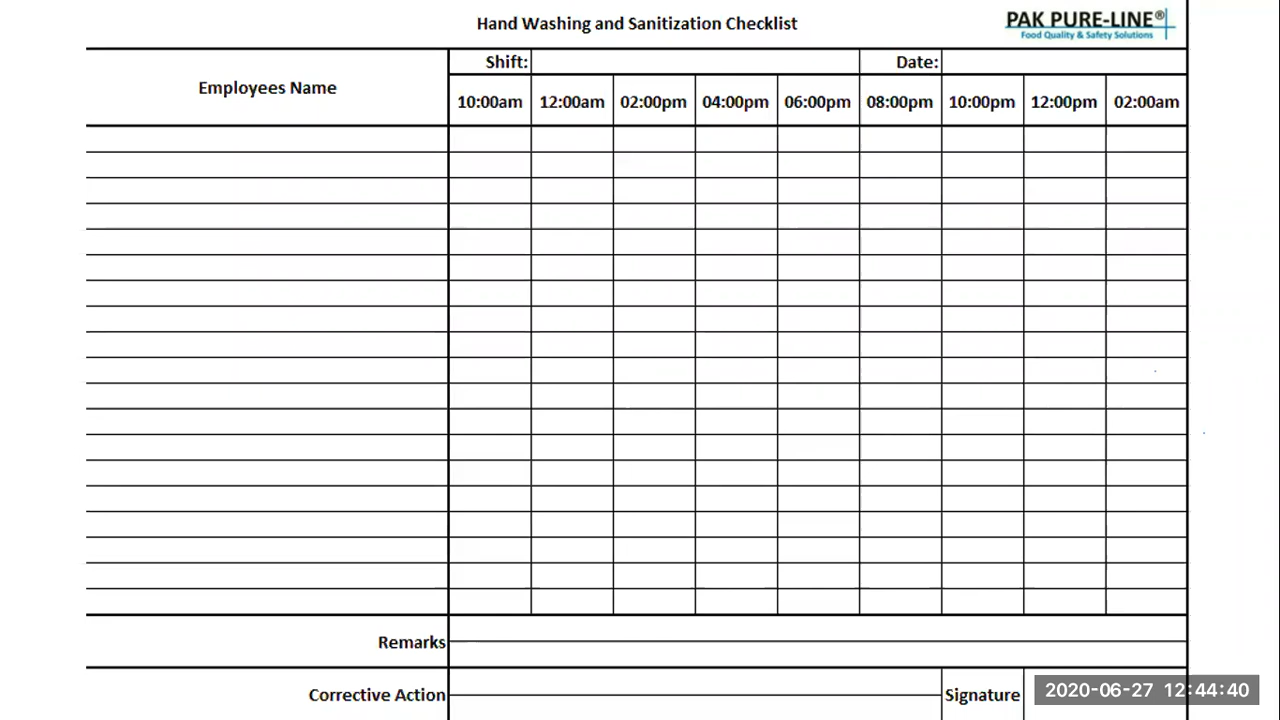 Hand Washing and Sanitization Checklist
PAK PURE-LINE®
Food Quality & Safety Solutions
Employees Name
Shift:
Date:
10:00am 12:00am 02:00pm 04:00pm 06:00pm 08:00pm 10:00pm 12:00pm 02:00am
Remarks
Corrective Action
Signature
2020-06-27 12:44:40